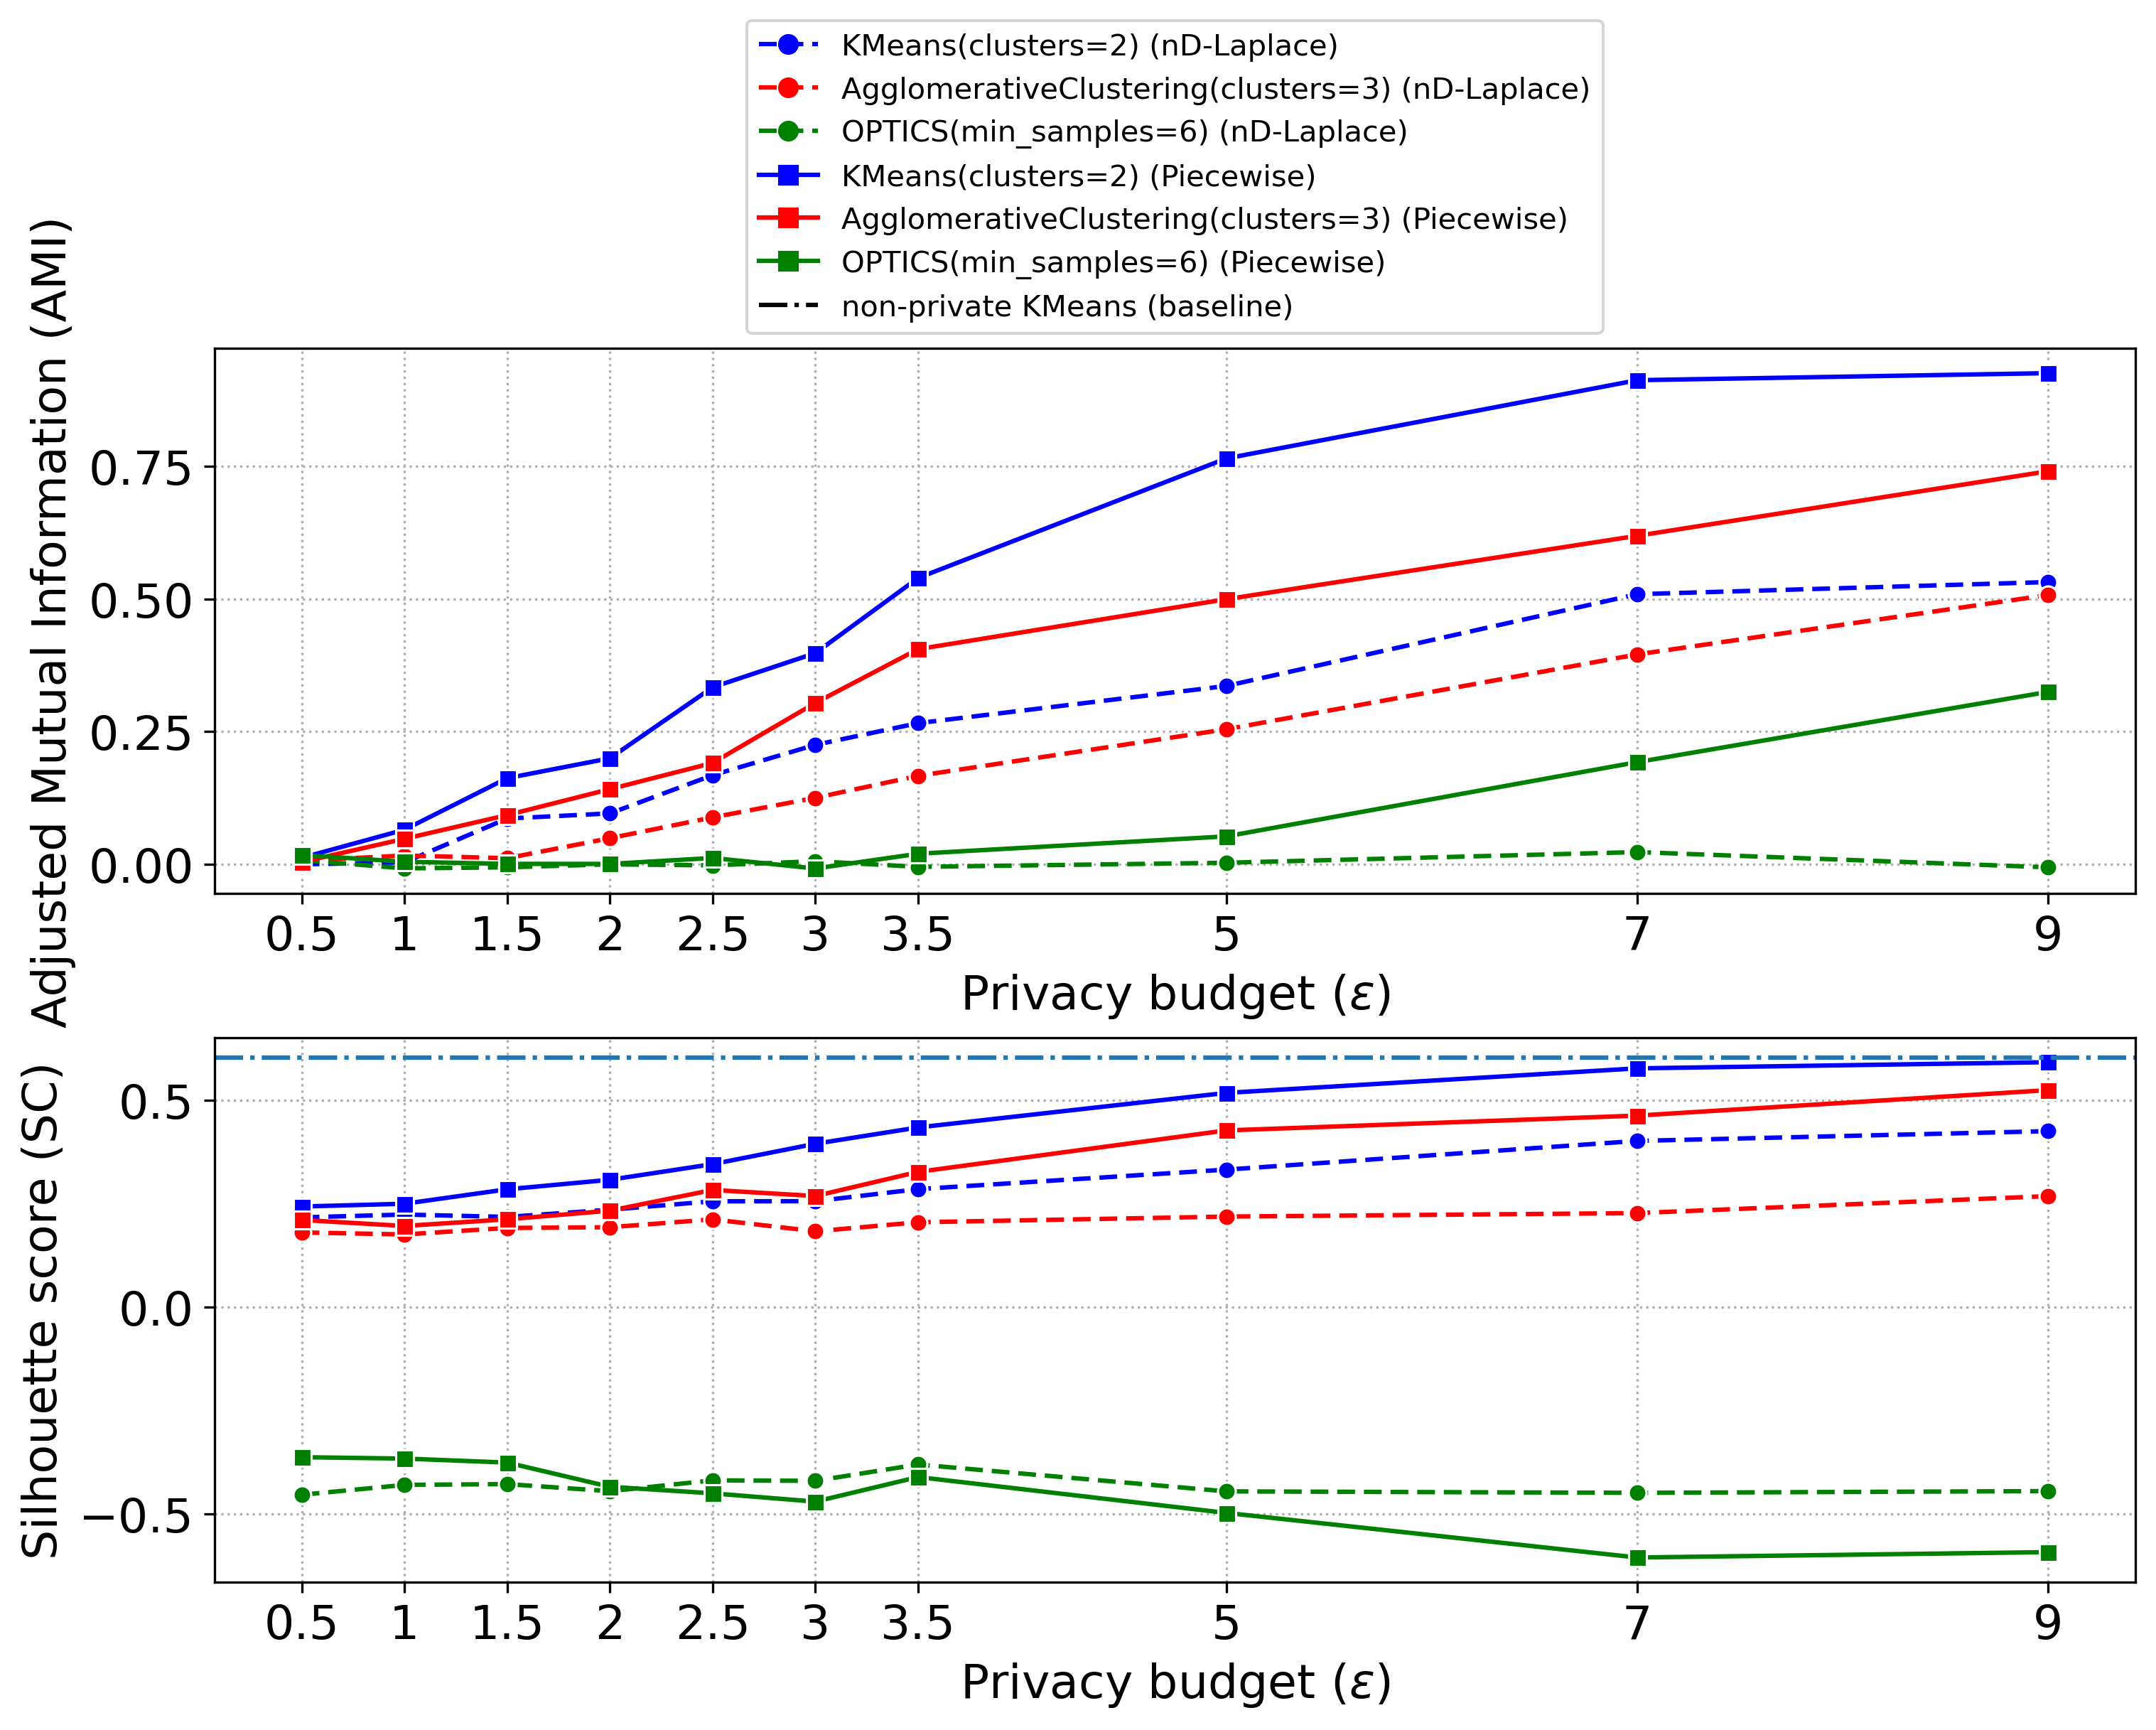 KMeans(clusters=2) (nD-Laplace)
AgglomerativeClustering(clusters=3) (nD-Laplace)
OPTICS(min_samples=6) (nD-Laplace)
KMeans(clusters=2) (Piecewise)
AgglomerativeClustering(clusters=3) (Piecewise)
OPTICS(min_samples=6) (Piecewise)
non-private KMeans (baseline)
Adjusted Mutual Information (AMI)
0.75
0.50
0.25
0.00
0.5 1 1.5 2 2.5 3 3.5 5 7 9
Privacy budget (ε)
Silhouette score (SC)
0.5
0.0
−0.5
0.5 1 1.5 2 2.5 3 3.5 5 7 9
Privacy budget (ε)